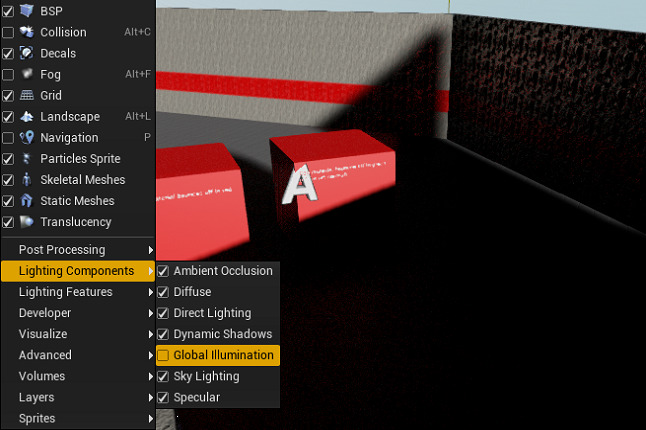 BSP
Collision Alt+C
Decals
Fog Alt+F
Grid
Landscape Alt+L
Navigation P
Particles Sprite
Skeletal Meshes
Static Meshes
Translucency
Post Processing
Lighting Components
Lighting Features
Developer
Visualize
Advanced
Volumes
Layers
Sprites
Ambient Occlusion
Diffuse
Direct Lighting
Dynamic Shadows
Global Illumination
Sky Lighting
Specular
A